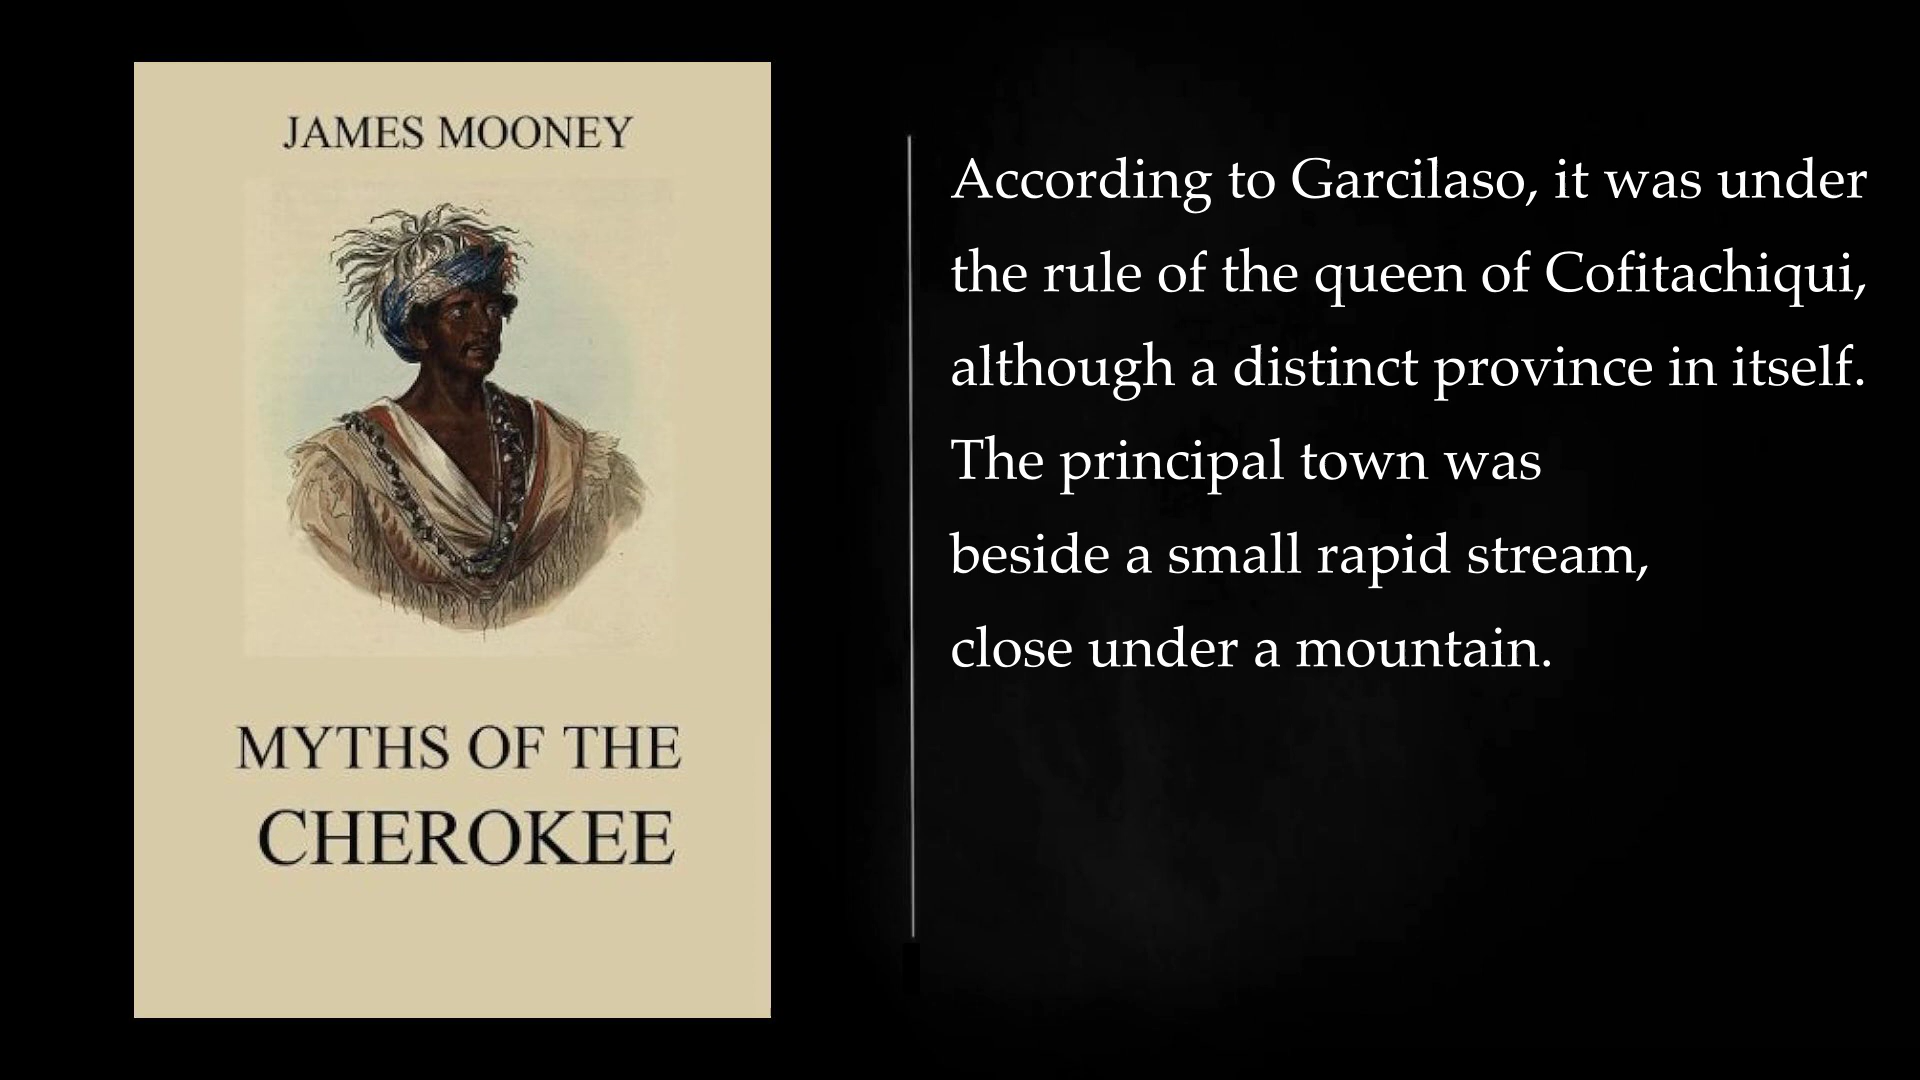 JAMES MOONEY
MYTHS OF THE
CHEROKEE
According to Garcilaso, it was under
the rule of the queen of Cofitachiqui,
although a distinct province in itself.
The principal town was
beside a small rapid stream,
close under a mountain.